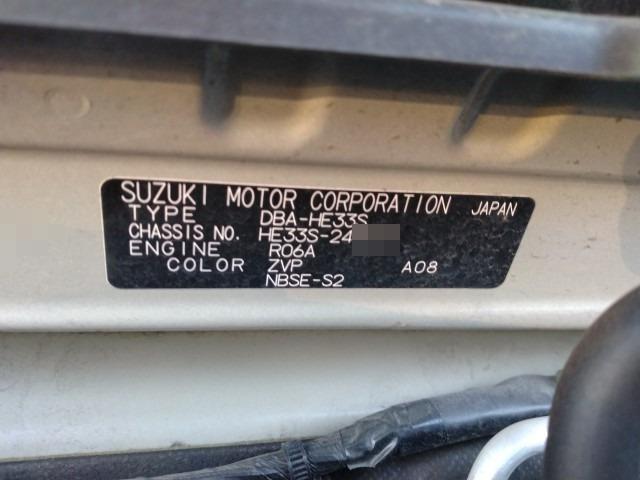 SUZUKI MOTOR CORPORATION JAPAN
TYPE DBA-HE33S
CHASSIS NO. HE33S-24
ENGINE R06A
COLOR ZVP A08
NBSE-S2